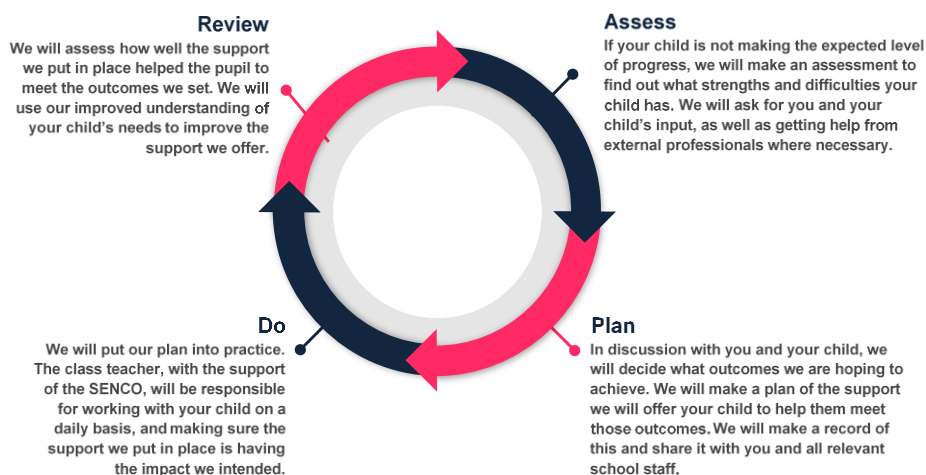 Review
We will assess how well the support
we put in place helped the pupil to
meet the outcomes we set. We will
use our improved understanding of
your child's needs to improve the
support we offer.
Assess
If your child is not making the expected level
of progress, we will make an assessment to
find out what strengths and difficulties your
child has. We will ask for you and your
child's input, as well as getting help from
external professionals where necessary.
Do
We will put our plan into practice.
The class teacher, with the support
of the SENCO, will be responsible
for working with your child on a
daily basis, and making sure the
support we put in place is having
the impact we intended.
Plan
In discussion with you and your child, we
will decide what outcomes we are hoping to
achieve. We will make a plan of the support
we will offer your child to help them meet
those outcomes. We will make a record of
this and share it with you and all relevant
school staff,